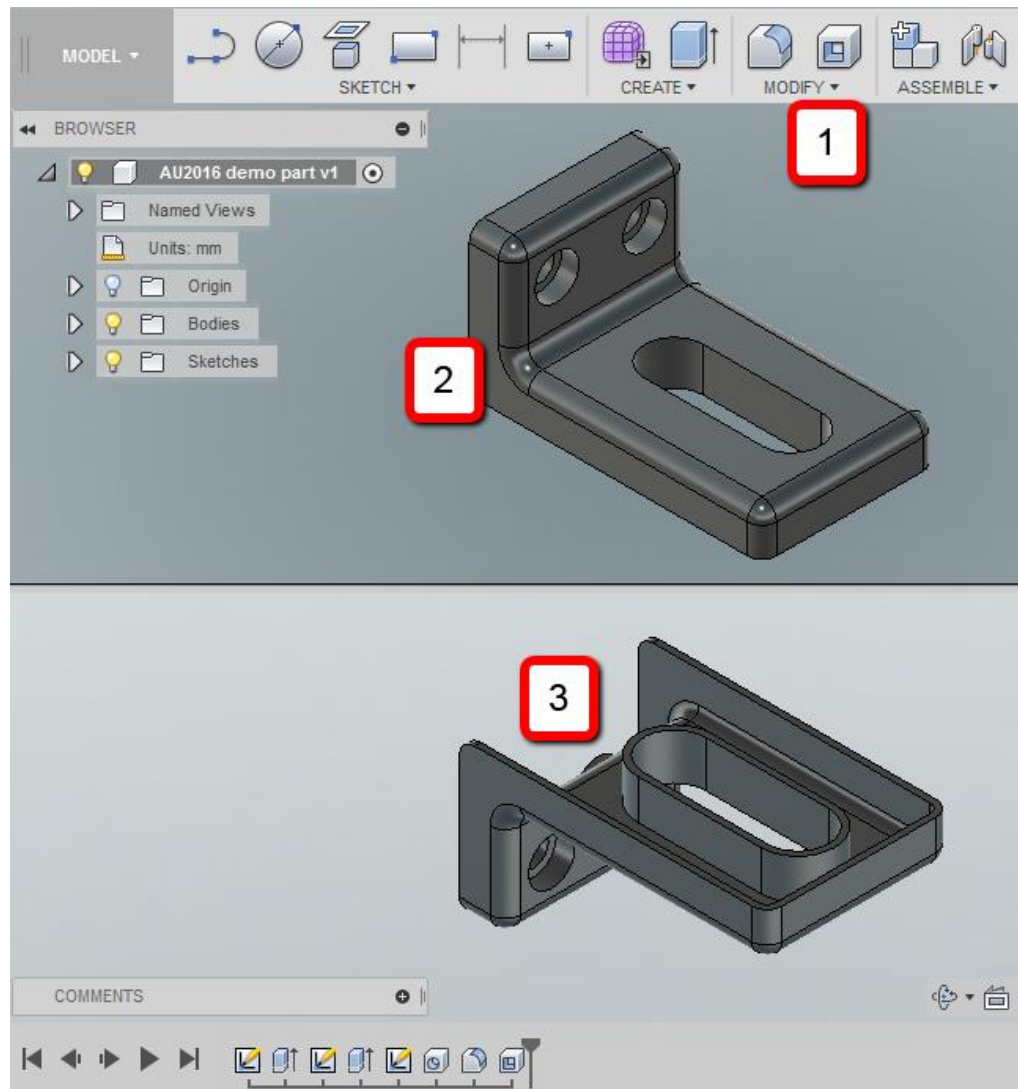 MODEL
SKETCH
CREATE
MODIFY
ASSEMBLE
BROWSER
1
AU2016 demo part v1
Named Views
Units: mm
Origin
Bodies
Sketches
2
3
COMMENTS